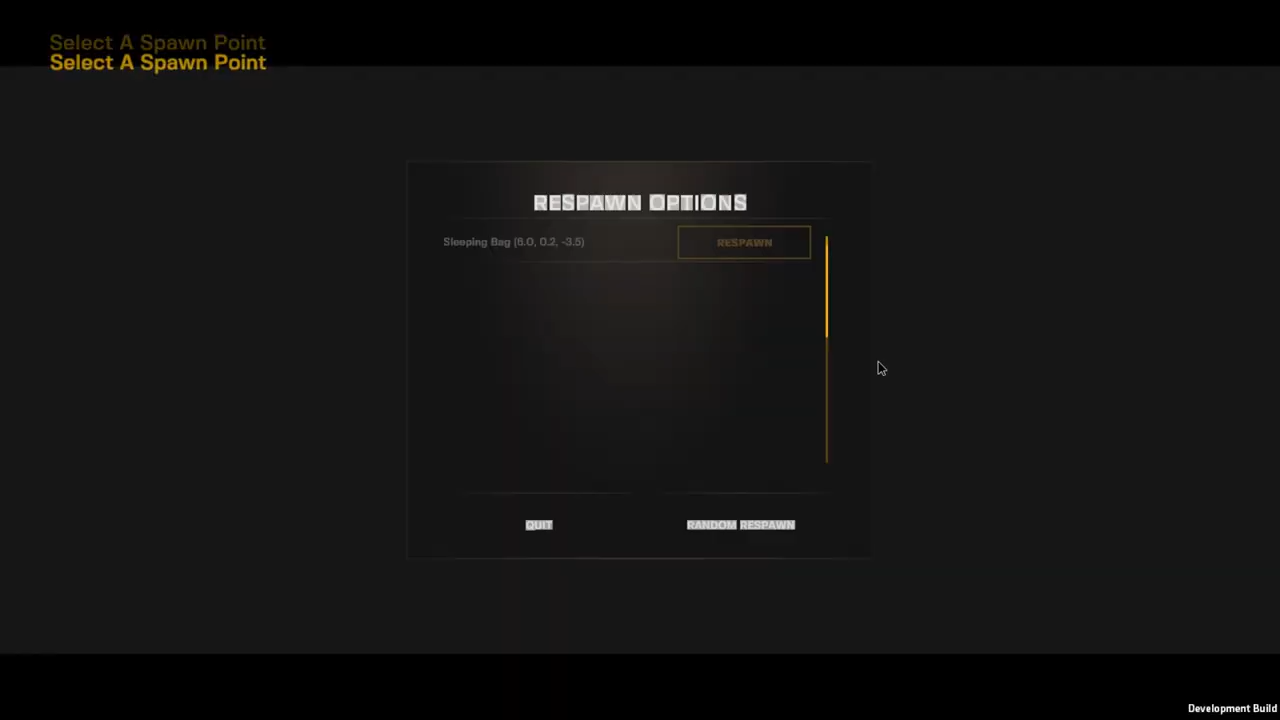 Select A Spawn Point
Select A Spawn Point
RESPAWN OPTIONS
Sleeping Bag (6.0, 0.2, -3.5)
RESPAWN
QUIT
RANDOM RESPAWN
Development Build